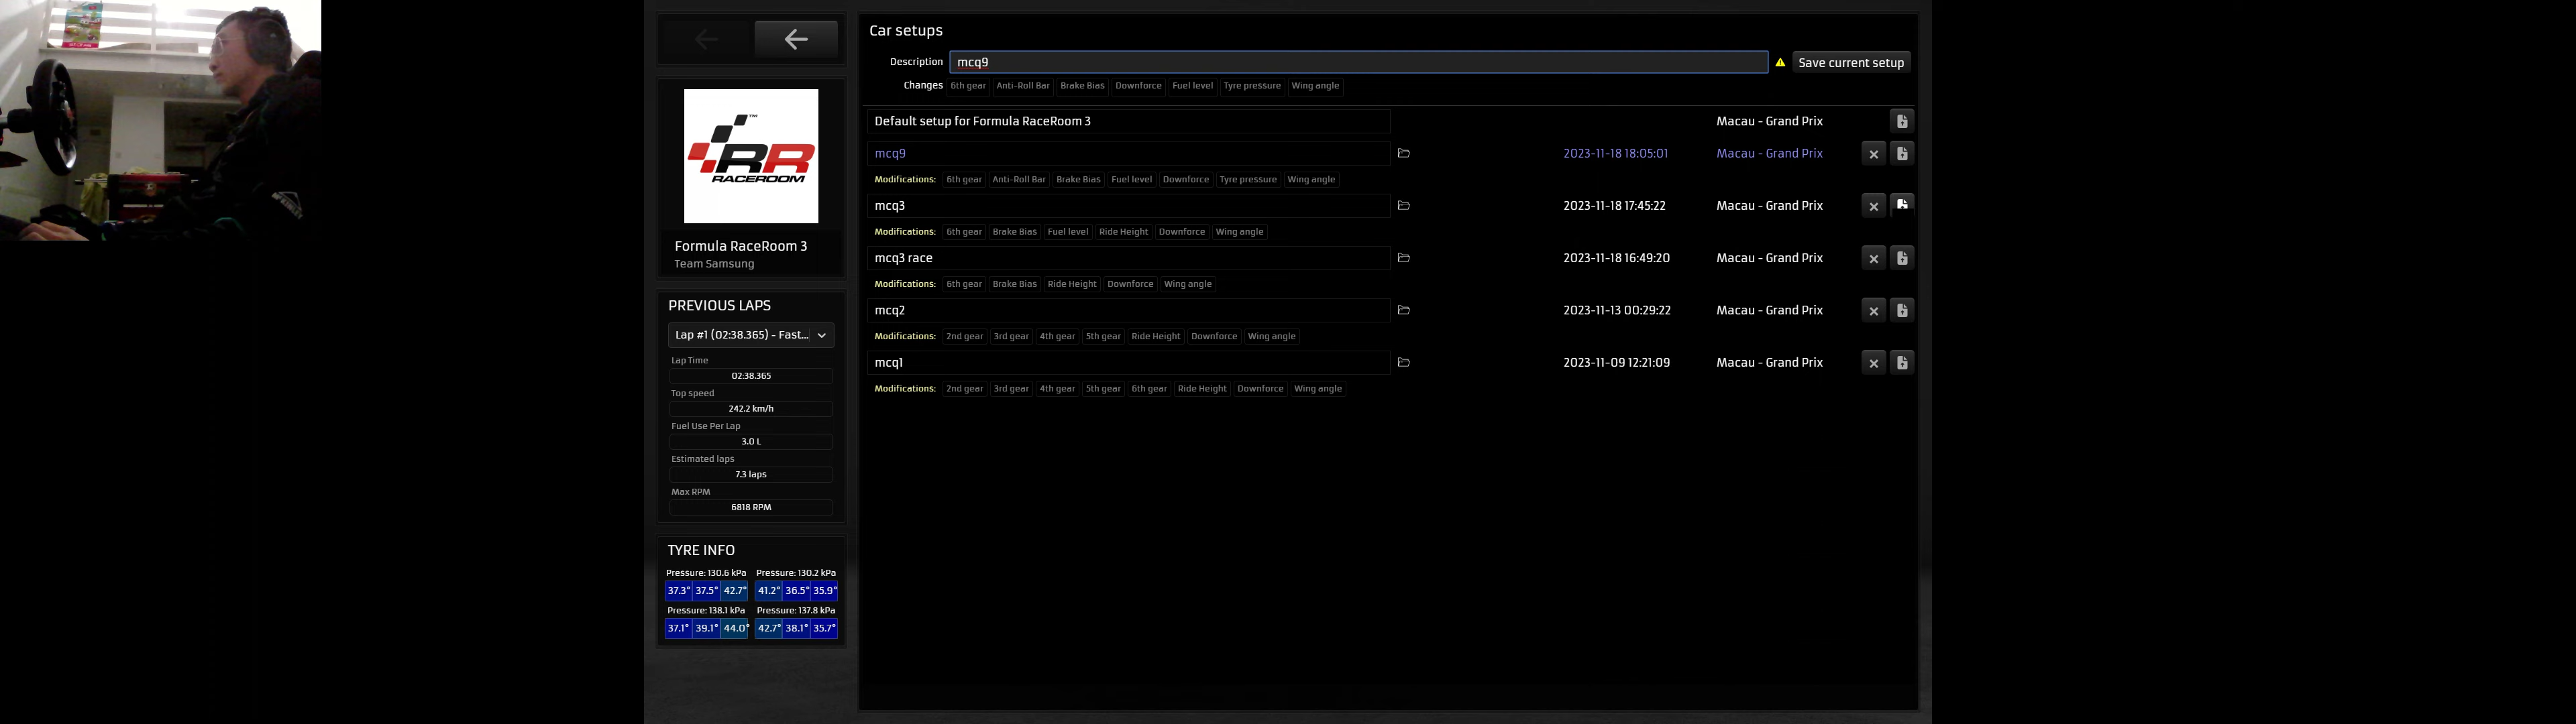 RR
™
RACEROOM
Formula RaceRoom 3
Team Samsung
PREVIOUS LAPS
Lap #1 (02:38.365) - Fast...
Lap Time
02:38.365
Top speed
242.2 km/h
Fuel Use Per Lap
3.0 L
Estimated laps
7.3 laps
Max RPM
6818 RPM
TYRE INFO
Pressure: 130.6 kPa Pressure: 130.2 kPa
37.3° 37.5° 42.7° 41.2° 36.5° 35.9°
Pressure: 138.1 kPa Pressure: 137.8 kPa
37.1° 39.1° 44.0° 42.7° 38.1° 35.7°
Car setups
Description mcq9 Save current setup
Changes 6th gear Anti-Roll Bar Brake Bias Downforce Fuel level Tyre pressure Wing angle
Default setup for Formula RaceRoom 3 Macau - Grand Prix
mcq9 2023-11-18 18:05:01 Macau - Grand Prix
Modifications: 6th gear Anti-Roll Bar Brake Bias Fuel level Downforce Tyre pressure Wing angle
mcq3 2023-11-18 17:45:22 Macau - Grand Prix
Modifications: 6th gear Brake Bias Fuel level Ride Height Downforce Wing angle
mcq3 race 2023-11-18 16:49:20 Macau - Grand Prix
Modifications: 6th gear Brake Bias Ride Height Downforce Wing angle
mcq2 2023-11-13 00:29:22 Macau - Grand Prix
Modifications: 2nd gear 3rd gear 4th gear 5th gear Ride Height Downforce Wing angle
mcq1 2023-11-09 12:21:09 Macau - Grand Prix
Modifications: 2nd gear 3rd gear 4th gear 5th gear 6th gear Ride Height Downforce Wing angle